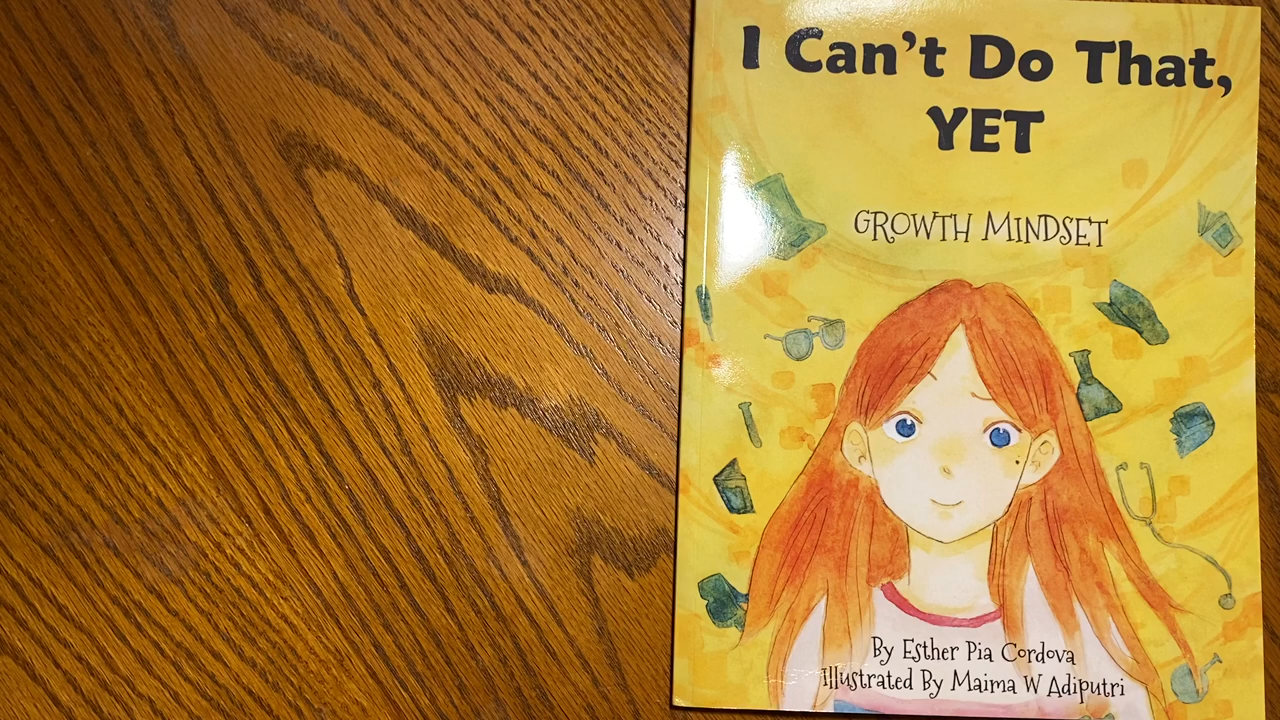 I Can't Do That,
YET
GROWTH MINDSET
By Esther Pia Cordova
Illustrated By Maima W Adiputri